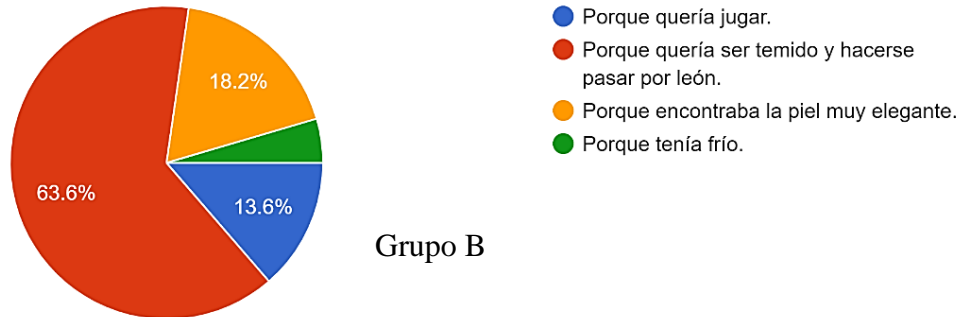 Porque quería jugar.
Porque quería ser temido y hacerse
pasar por león.
Porque encontraba la piel muy elegante.
Porque tenía frío.
18.2%
63.6%
13.6%
Grupo B